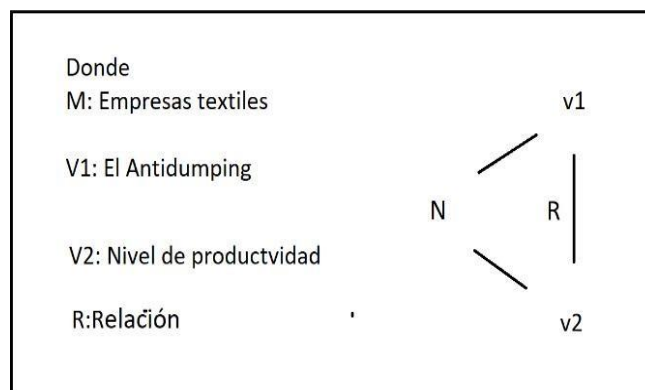 Donde
M: Empresas textiles
v1
V1: El Antidumping
N
R
V2: Nivel de productvidad
R:Relación
v2